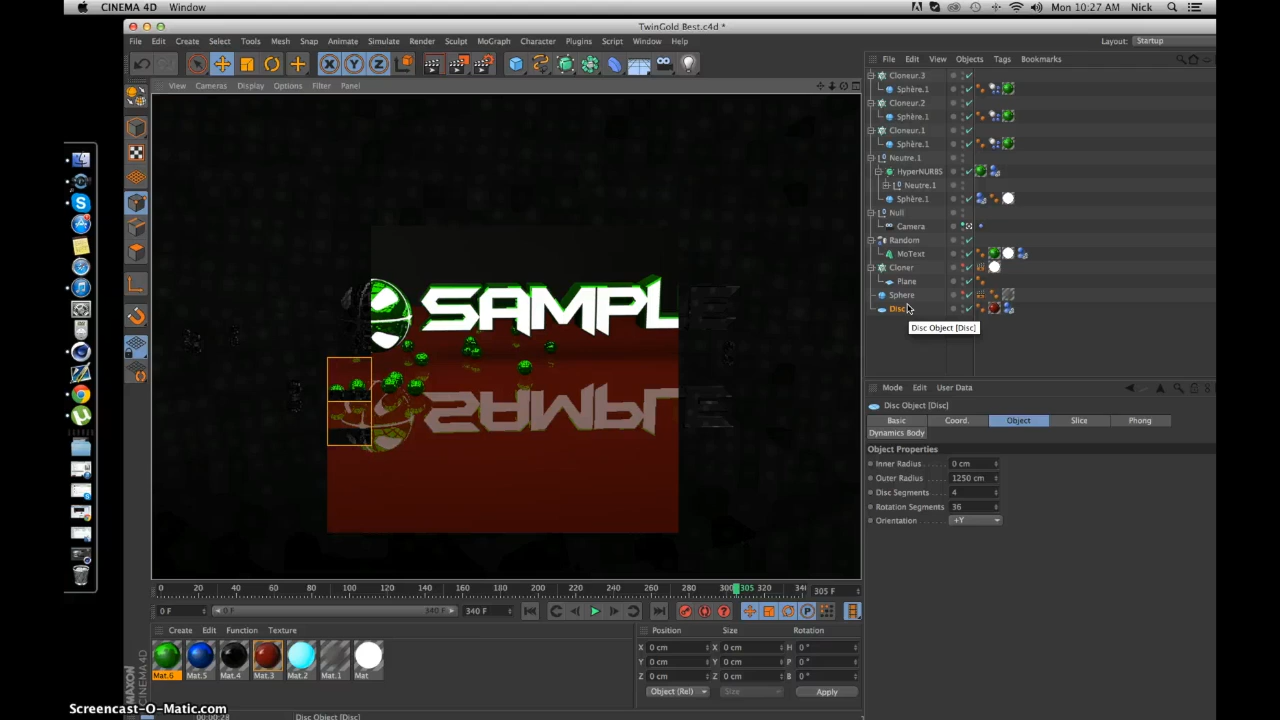 CINEMA 4D Window
Mon 10:27 AM Nick
TwinGold Best.c4d *
File Edit Create Select Tools Mesh Snap Animate Simulate Render Sculpt MoGraph Character Plugins Script Window Help
Layout: Startup
View Cameras Display Options Filter Panel
File Edit View Objects Tags Bookmarks
Cloneur.3
Sphère.1
Cloneur.2
Sphère.1
Cloneur.1
Sphère.1
Neutre.1
HyperNURBS
Neutre.1
Sphère.1
Null
Camera
Random
MoText
Cloner
Plane
Sphere
Disc
Disc Object [Disc]
SAMPLE
Mode Edit User Data
Disc Object [Disc]
Basic Coord. Object Slice Phong
Dynamics Body
Object Properties
Inner Radius 0 cm
Outer Radius 1250 cm
Disc Segments 4
Rotation Segments 36
Orientation +Y
0 20 40 60 80 100 120 140 160 180 200 220 240 260 280 300 305 320 340 305 F
0 F 0 F 340 F 340 F
Create Edit Function Texture
Mat.6 Mat.5 Mat.4 Mat.3 Mat.2 Mat.1 Mat
Position Size Rotation
X 0 cm X 0 cm H 0 °
Y 0 cm Y 0 cm P 0 °
Z 0 cm Z 0 cm B 0 °
Object (Rel) Size Apply
MAXON
CINEMA 4D
Screencast-O-Matic.com
00:00:28 Disc Object [Disc]